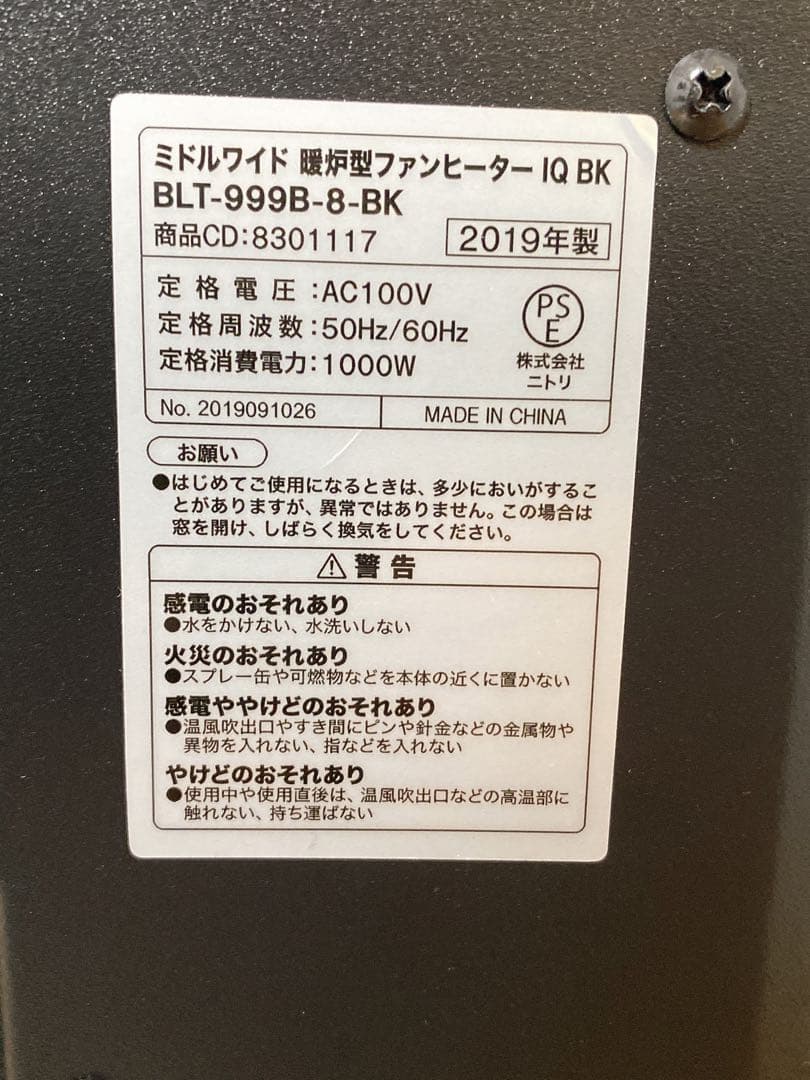 ミドルワイド 暖炉型ファンヒーター IQ BK
BLT-999B-8-BK
商品CD:8301117
2019年製
定格電圧:AC100V
定格周波数:50Hz/60Hz
定格消費電力:1000W
PS
E
株式会社
ニトリ
No. 2019091026
MADE IN CHINA
お願い
●はじめてご使用になるときは、多少においがするこ
とがありますが、異常ではありません。この場合は
窓を開け、しばらく換気をしてください。
⚠警告
感電のおそれあり
●水をかけない、水洗いしない
火災のおそれあり
●スプレー缶や可燃物などを本体の近くに置かない
感電ややけどのおそれあり
●温風吹出口やすき間にピンや針金などの金属物や
異物を入れない、指などを入れない
やけどのおそれあり
●使用中や使用直後は、温風吹出口などの高温部に
触れない、持ち運ばない